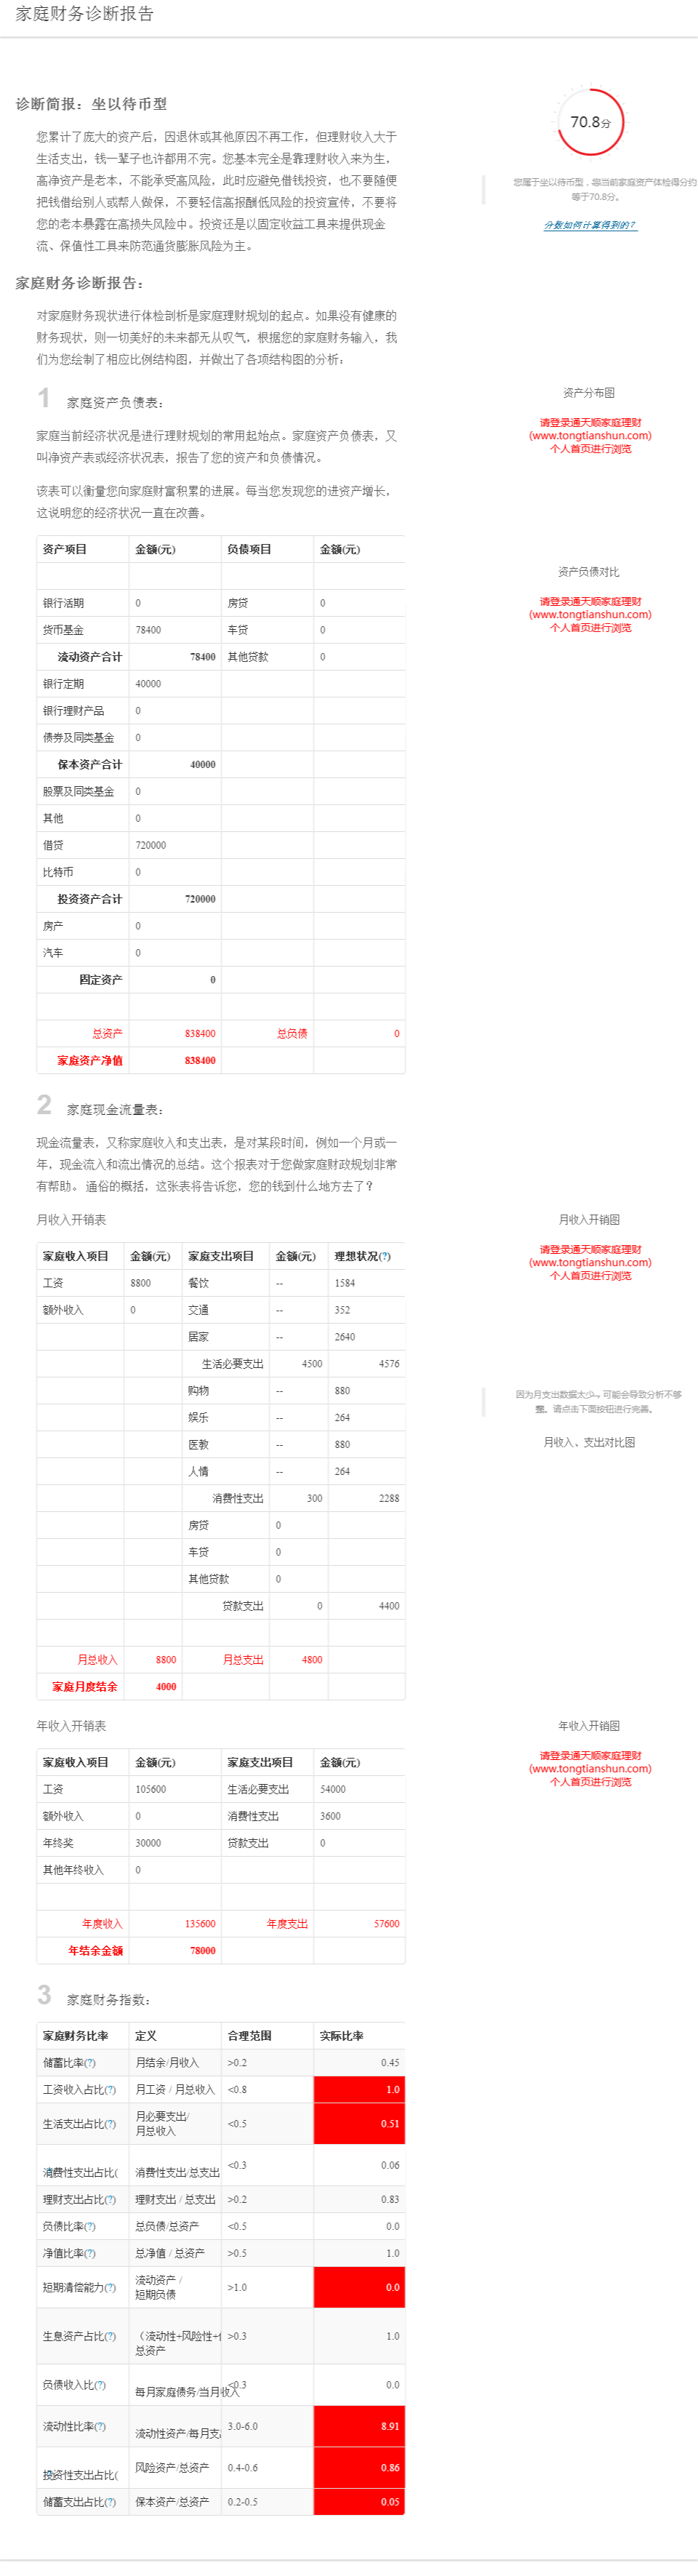 家庭财务诊断报告
诊断简报：坐以待币型
您累计了庞大的资产后，因退休或其他原因不再工作，但理财收入大于
生活支出，钱一辈子也许都用不完。您基本完全是靠理财收入来为生，
高净资产是老本，不能承受高风险，此时应避免借钱投资，也不要随便
把钱借给别人或帮人做保，不要轻信高报酬低风险的投资宣传，不要将
您的老本暴露在高损失风险中。投资还是以固定收益工具来提供现金
流、保值性工具来防范通货膨胀风险为主。
70.8分
您属于坐以待币型，您当前家庭资产体检得分约
等于70.8分。
分数如何计算得到的？
家庭财务诊断报告：
对家庭财务现状进行体检剖析是家庭理财规划的起点。如果没有健康的
财务现状，则一切美好的未来都无从叹气，根据您的家庭财务输入，我
们为您绘制了相应比例结构图，并做出了各项结构图的分析：
1 家庭资产负债表：
家庭当前经济状况是进行理财规划的常用起始点。家庭资产负债表，又
叫净资产表或经济状况表，报告了您的资产和负债情况。
该表可以衡量您向家庭财富积累的进展。每当您发现您的进资产增长，
这说明您的经济状况一直在改善。
资产分布图
请登录通天顺家庭理财
(www.tongtianshun.com)
个人首页进行浏览
资产负债对比
请登录通天顺家庭理财
(www.tongtianshun.com)
个人首页进行浏览
资产项目 金额(元) 负债项目 金额(元)
银行活期 0 房贷 0
货币基金 78400 车贷 0
流动资产合计 78400 其他贷款 0
银行定期 40000
银行理财产品 0
债券及同类基金 0
保本资产合计 40000
股票及同类基金 0
其他 0
借贷 720000
比特币 0
投资资产合计 720000
房产 0
汽车 0
固定资产 0
总资产 838400 总负债 0
家庭资产净值 838400
2 家庭现金流量表：
现金流量表，又称家庭收入和支出表，是对某段时间，例如一个月或一
年，现金流入和流出情况的总结。这个报表对于您做家庭财政规划非常
有帮助。 通俗的概括，这张表将告诉您，您的钱到什么地方去了？
月收入开销表
月收入开销图
请登录通天顺家庭理财
(www.tongtianshun.com)
个人首页进行浏览
因为月支出数据太少~，可能会导致分析不够
。请点击下面按钮进行完善。
月收入、支出对比图
家庭收入项目 金额(元) 家庭支出项目 金额(元) 理想状况(?)
工资 8800 餐饮 -- 1584
额外收入 0 交通 -- 352
居家 -- 2640
生活必要支出 4500 4576
购物 -- 880
娱乐 -- 264
医教 -- 880
人情 -- 264
消费性支出 300 2288
房贷 0
车贷 0
其他贷款 0
贷款支出 0 4400
月总收入 8800 月总支出 4800
家庭月度结余 4000
年收入开销表
年收入开销图
请登录通天顺家庭理财
(www.tongtianshun.com)
个人首页进行浏览
家庭收入项目 金额(元) 家庭支出项目 金额(元)
工资 105600 生活必要支出 54000
额外收入 0 消费性支出 3600
年终奖 30000 贷款支出 0
其他年终收入 0
年度收入 135600 年度支出 57600
年结余金额 78000
3 家庭财务指数：
家庭财务比率 定义 合理范围 实际比率
储蓄比率(?) 月结余/月收入 >0.2 0.45
工资收入占比(?) 月工资 / 月总收入 <0.8 1.0
生活支出占比(?) 月必要支出/
月总收入 <0.5 0.51
消费性支出占比( 消费性支出/总支出 <0.3 0.06
理财支出占比(?) 理财支出 / 总支出 >0.2 0.83
负债比率(?) 总负债/总资产 <0.5 0.0
净值比率(?) 总净值 / 总资产 >0.5 1.0
短期清偿能力(?) 流动资产 /
短期负债 >1.0 0.0
生息资产占比(?) （流动性+风险性+
总资产 >0.3 1.0
负债收入比(?) 每月家庭债务/当月收入 <0.3 0.0
流动性比率(?) 流动性资产/每月支 3.0-6.0 8.91
投资性支出占比( 风险资产/总资产 0.4-0.6 0.86
储蓄支出占比(?) 保本资产/总资产 0.2-0.5 0.05